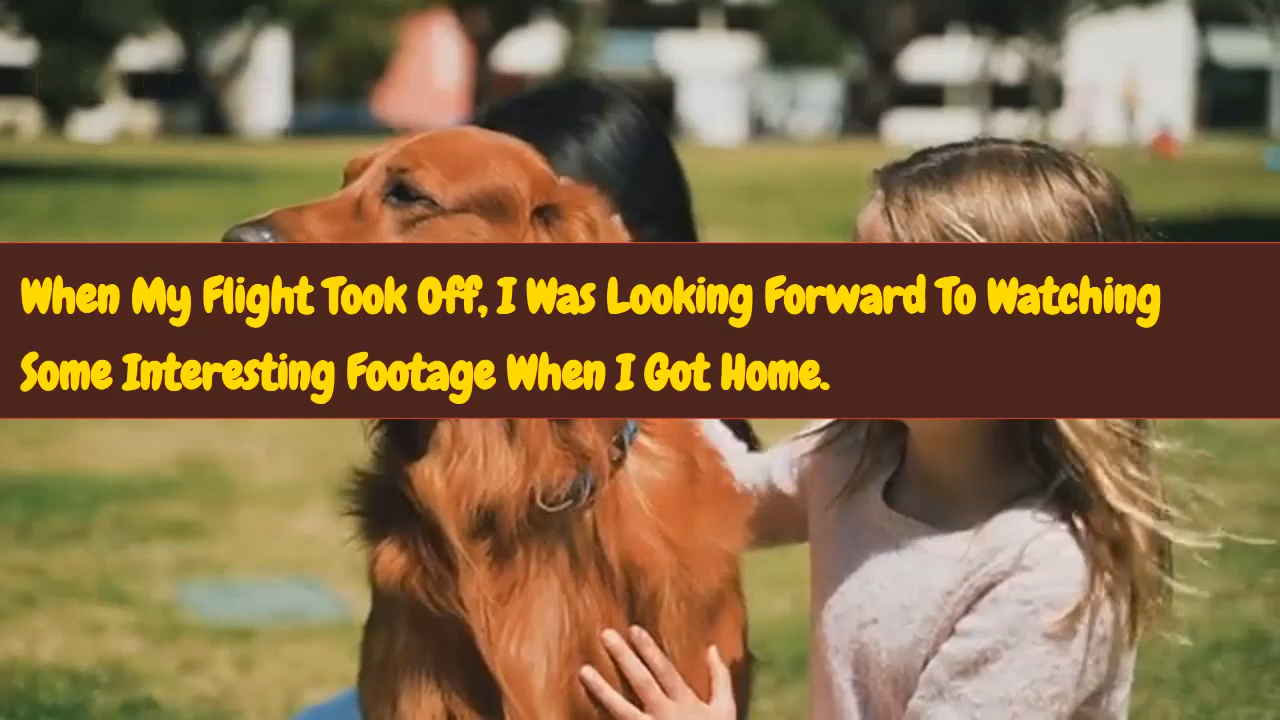 When My Flight Took Off, I Was Looking Forward To Watching
Some Interesting Footage When I Got Home.